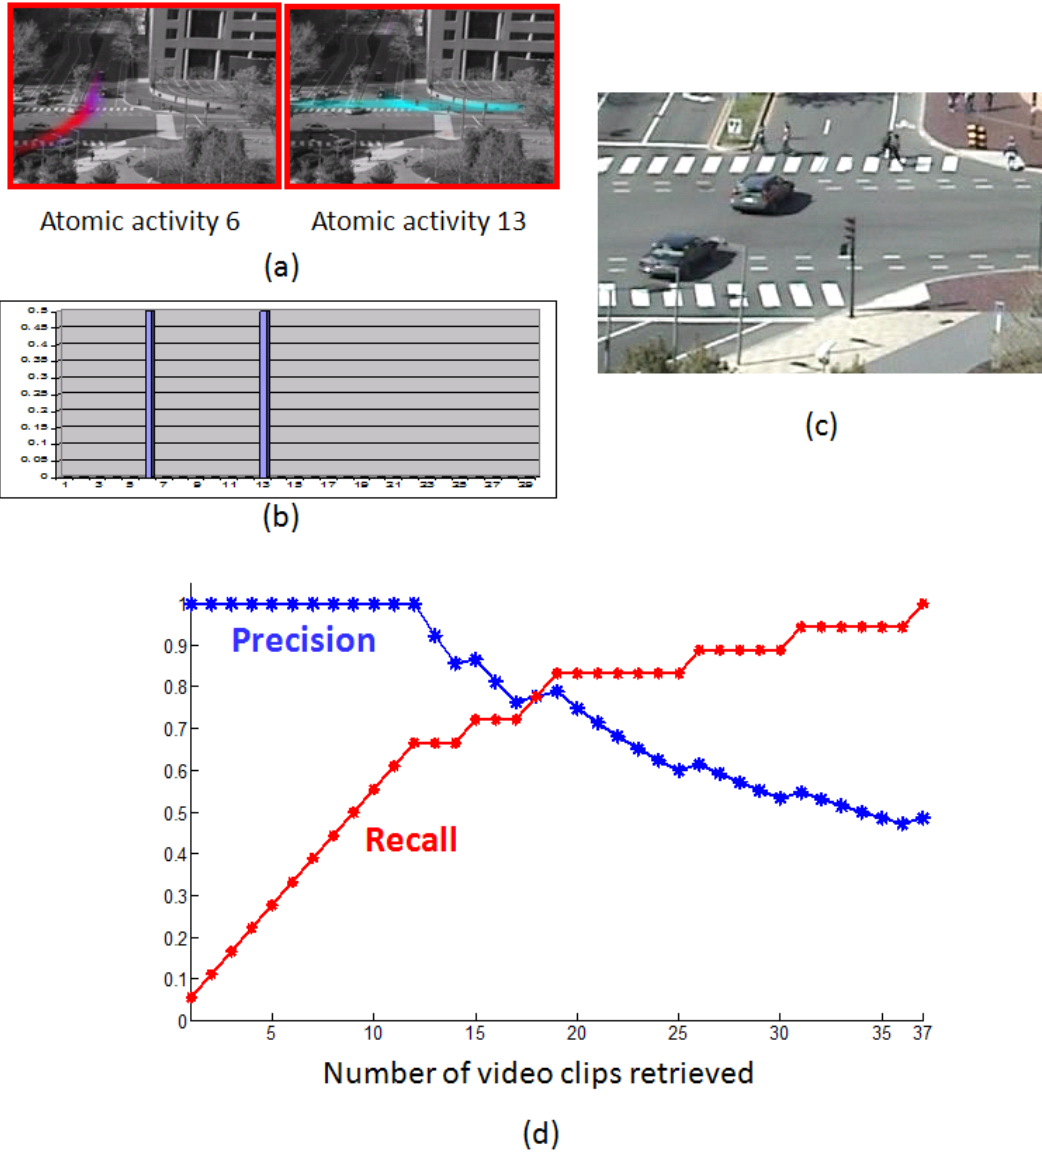 Atomic activity 6
Atomic activity 13
(a)
0.5
0.45
0.4
0.35
0.3
0.25
0.2
0.15
0.1
0.05
0
1 3 5 7 9 11 13 15 17 19 21 23 25 27 29
(b)
(c)
1
0.9
0.8
0.7
0.6
0.5
0.4
0.3
0.2
0.1
0
Precision
Recall
5 10 15 20 25 30 35 37
Number of video clips retrieved
(d)